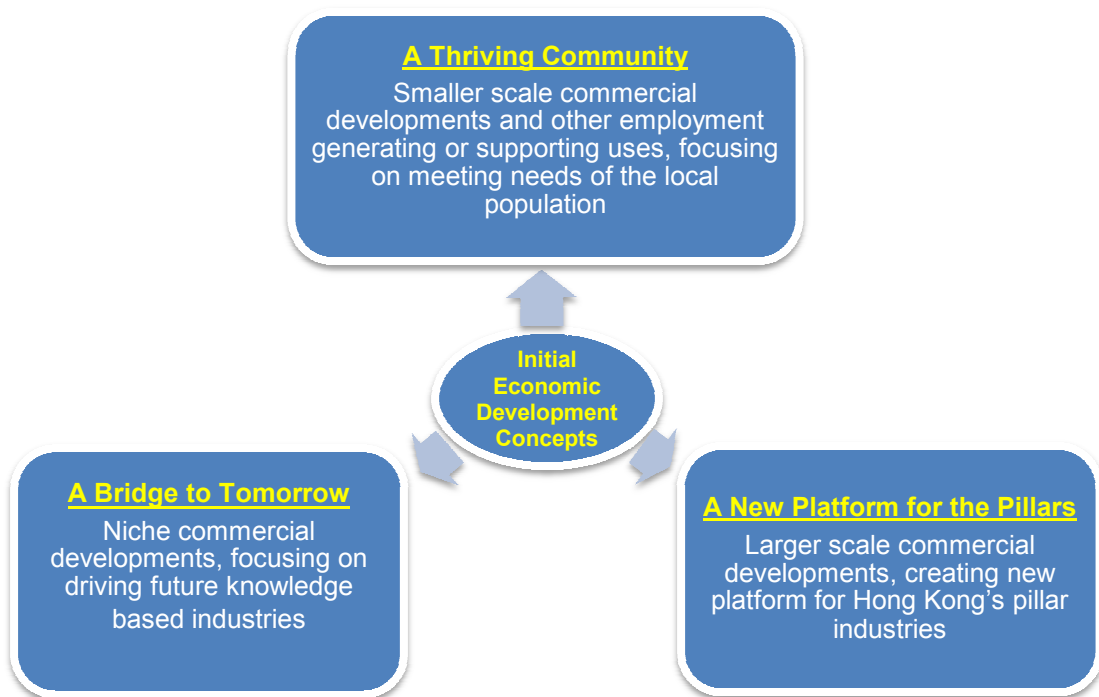 A Thriving Community
Smaller scale commercial
developments and other employment
generating or supporting uses, focusing
on meeting needs of the local
population
Initial
Economic
Development
Concepts
A Bridge to Tomorrow
Niche commercial
developments, focusing on
driving future knowledge
based industries
A New Platform for the Pillars
Larger scale commercial
developments, creating new
platform for Hong Kong’s pillar
industries